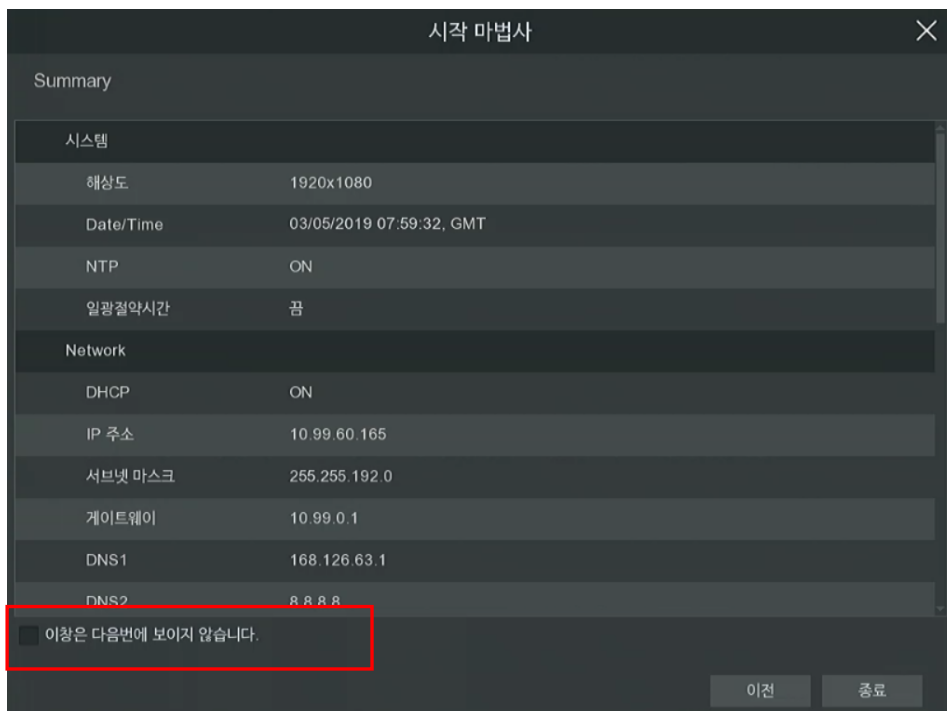 시작 마법사
Summary
시스템
해상도 1920x1080
Date/Time 03/05/2019 07:59:32, GMT
NTP ON
일광절약시간 끔
Network
DHCP ON
IP 주소 10.99.60.165
서브넷 마스크 255.255.192.0
게이트웨이 10.99.0.1
DNS1 168.126.63.1
DNS2 8.8.8.8
이창은 다음번에 보이지 않습니다.
이전 종료